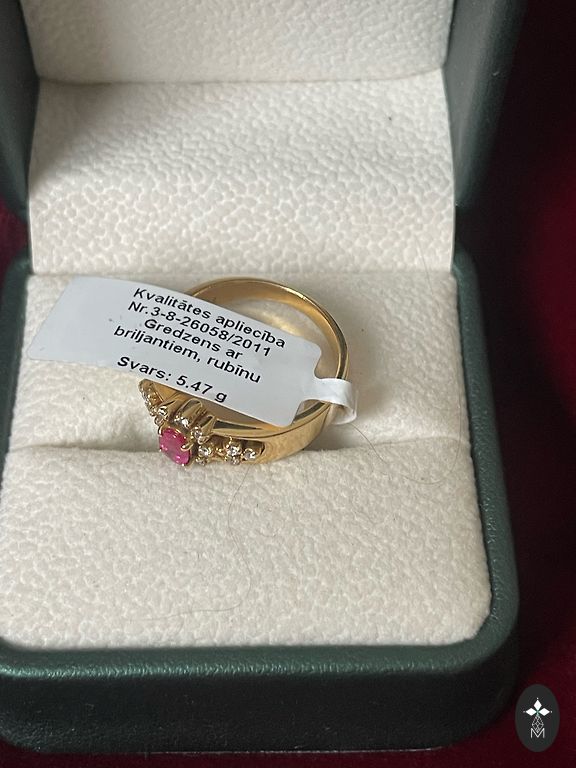 Kvalitātes apliecība
Nr.3-8-26058/2011
Gredzens ar
briljantiem, rubīnu
Svars: 5.47 g